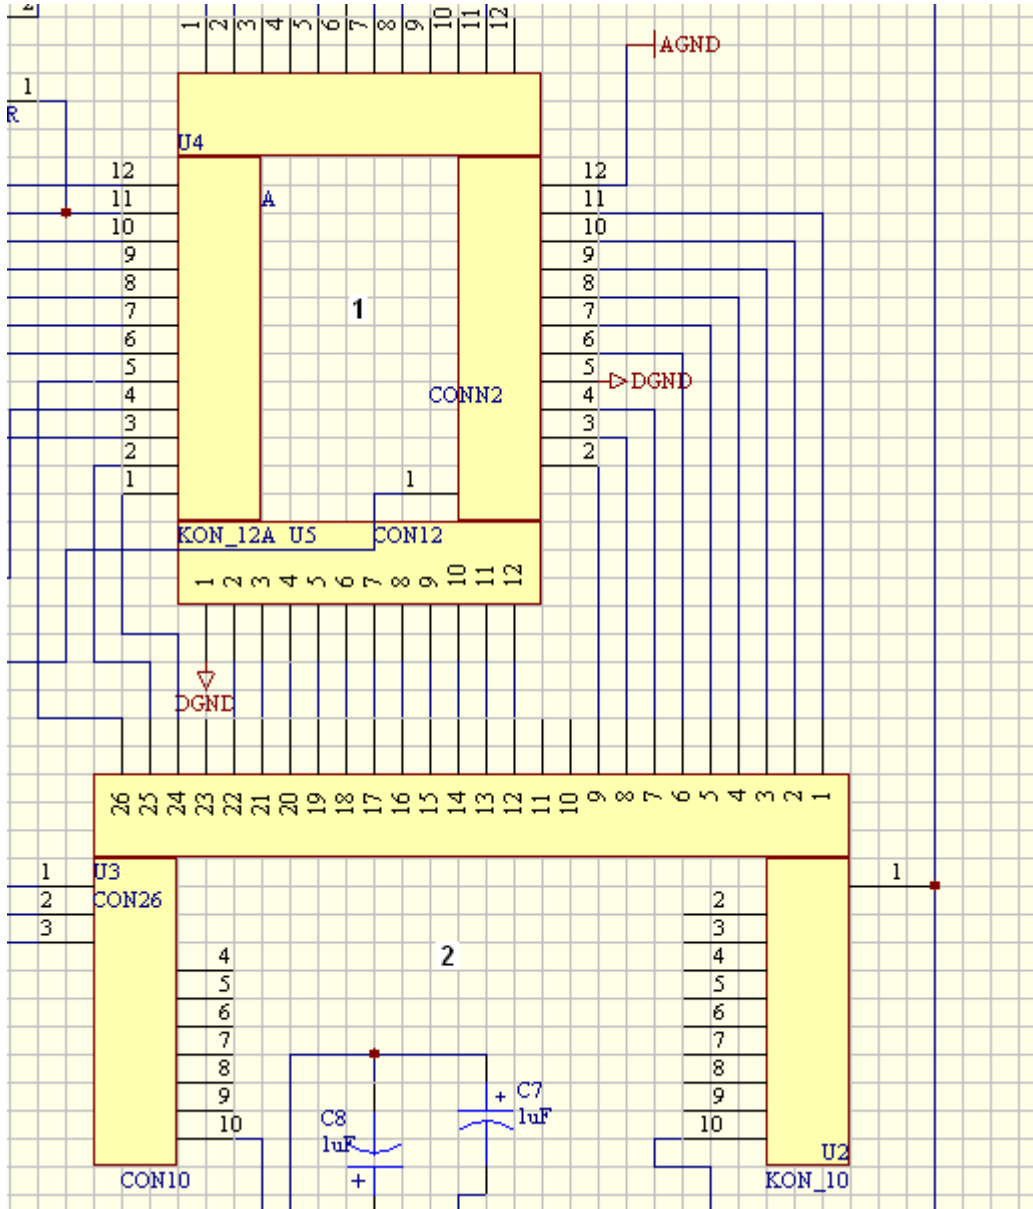 2
1 2 3 4 5 6 7 8 9 10 11 12
AGND
1
R
U4
12 12
11 A 11
10 10
9 9
8 8
1
7 7
6 6
5 5 DGND
4 CONN2 4
3 3
2 2
1 1
KON_12A U5 CON12
1 2 3 4 5 6 7 8 9 10 11 12
DGND
26 25 24 23 22 21 20 19 18 17 16 15 14 13 12 11 10 9 8 7 6 5 4 3 2 1
1 U3 1
2 CON26 2
3 3
4 2 4
5 5
6 6
7 7
8 8
9 + C7 9
10 C8 1uF 10
1uF U2
CON10 + KON_10